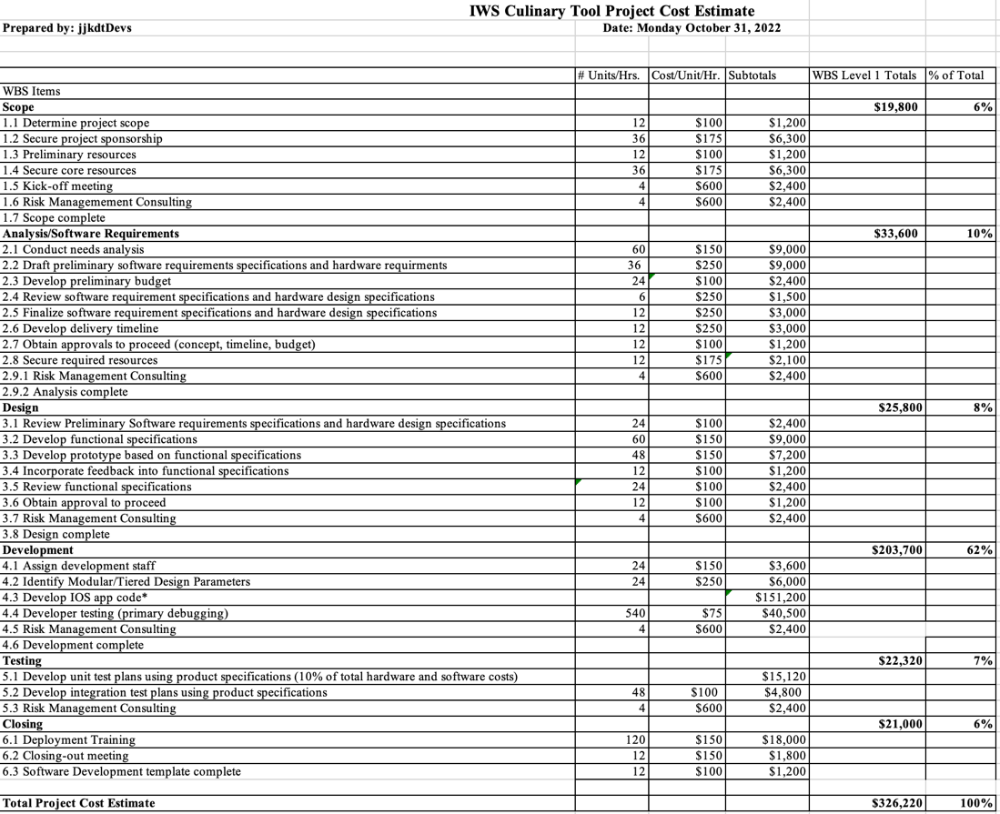 IWS Culinary Tool Project Cost Estimate
Prepared by: jjkdtDevs Date: Monday October 31, 2022
# Units/Hrs. Cost/Unit/Hr. Subtotals WBS Level 1 Totals % of Total
WBS Items
Scope $19,800 6%
1.1 Determine project scope 12 $100 $1,200
1.2 Secure project sponsorship 36 $175 $6,300
1.3 Preliminary resources 12 $100 $1,200
1.4 Secure core resources 36 $175 $6,300
1.5 Kick-off meeting 4 $600 $2,400
1.6 Risk Managemement Consulting 4 $600 $2,400
1.7 Scope complete
Analysis/Software Requirements $33,600 10%
2.1 Conduct needs analysis 60 $150 $9,000
2.2 Draft preliminary software requirements specifications and hardware requirments 36 $250 $9,000
2.3 Develop preliminary budget 24 $100 $2,400
2.4 Review software requirement specifications and hardware design specifications 6 $250 $1,500
2.5 Finalize software requirement specifications and hardware design specifications 12 $250 $3,000
2.6 Develop delivery timeline 12 $250 $3,000
2.7 Obtain approvals to proceed (concept, timeline, budget) 12 $100 $1,200
2.8 Secure required resources 12 $175 $2,100
2.9.1 Risk Management Consulting 4 $600 $2,400
2.9.2 Analysis complete
Design $25,800 8%
3.1 Review Preliminary Software requirements specifications and hardware design specifications 24 $100 $2,400
3.2 Develop functional specifications 60 $150 $9,000
3.3 Develop prototype based on functional specifications 48 $150 $7,200
3.4 Incorporate feedback into functional specifications 12 $100 $1,200
3.5 Review functional specifications 24 $100 $2,400
3.6 Obtain approval to proceed 12 $100 $1,200
3.7 Risk Management Consulting 4 $600 $2,400
3.8 Design complete
Development $203,700 62%
4.1 Assign development staff 24 $150 $3,600
4.2 Identify Modular/Tiered Design Parameters 24 $250 $6,000
4.3 Develop IOS app code* $151,200
4.4 Developer testing (primary debugging) 540 $75 $40,500
4.5 Risk Management Consulting 4 $600 $2,400
4.6 Development complete
Testing $22,320 7%
5.1 Develop unit test plans using product specifications (10% of total hardware and software costs) $15,120
5.2 Develop integration test plans using product specifications 48 $100 $4,800
5.3 Risk Management Consulting 4 $600 $2,400
Closing $21,000 6%
6.1 Deployment Training 120 $150 $18,000
6.2 Closing-out meeting 12 $150 $1,800
6.3 Software Development template complete 12 $100 $1,200
Total Project Cost Estimate $326,220 100%